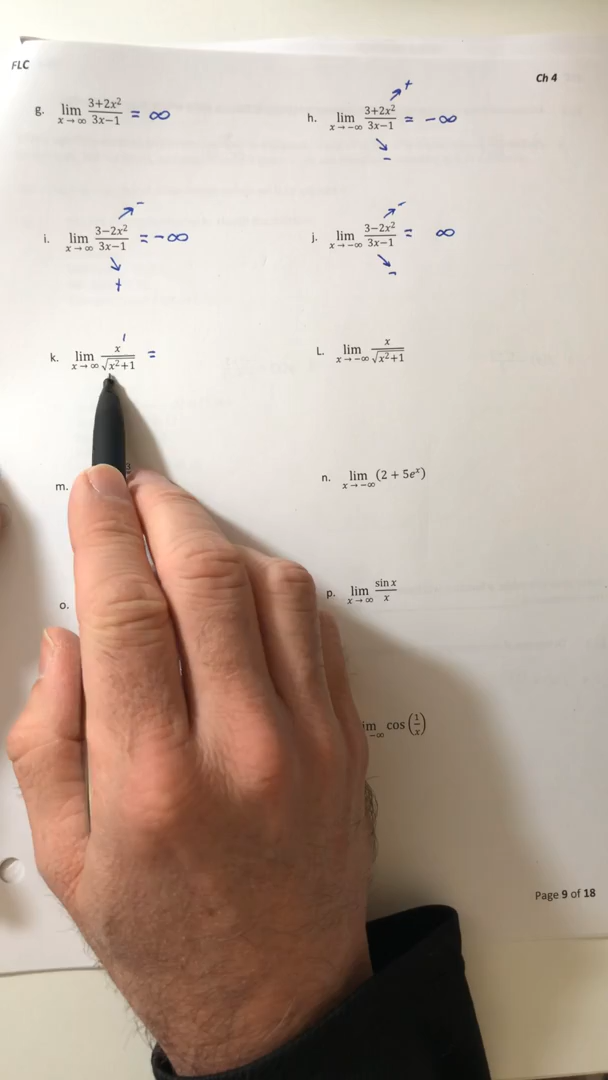 FLC
Ch 4
g. lim x→∞ (3+2x²)/(3x−1) = ∞
h. lim x→−∞ (3+2x²)/(3x−1) = −∞
+
−
i. lim x→∞ (3−2x²)/(3x−1) = −∞
−
+
j. lim x→−∞ (3−2x²)/(3x−1) = ∞
−
−
k. lim x→∞ x/√(x²+1) =
1
L. lim x→−∞ x/√(x²+1)
m.
n. lim x→−∞ (2 + 5eˣ)
o.
p. lim x→∞ sin x/x
im −∞ cos (1/x)
Page 9 of 18